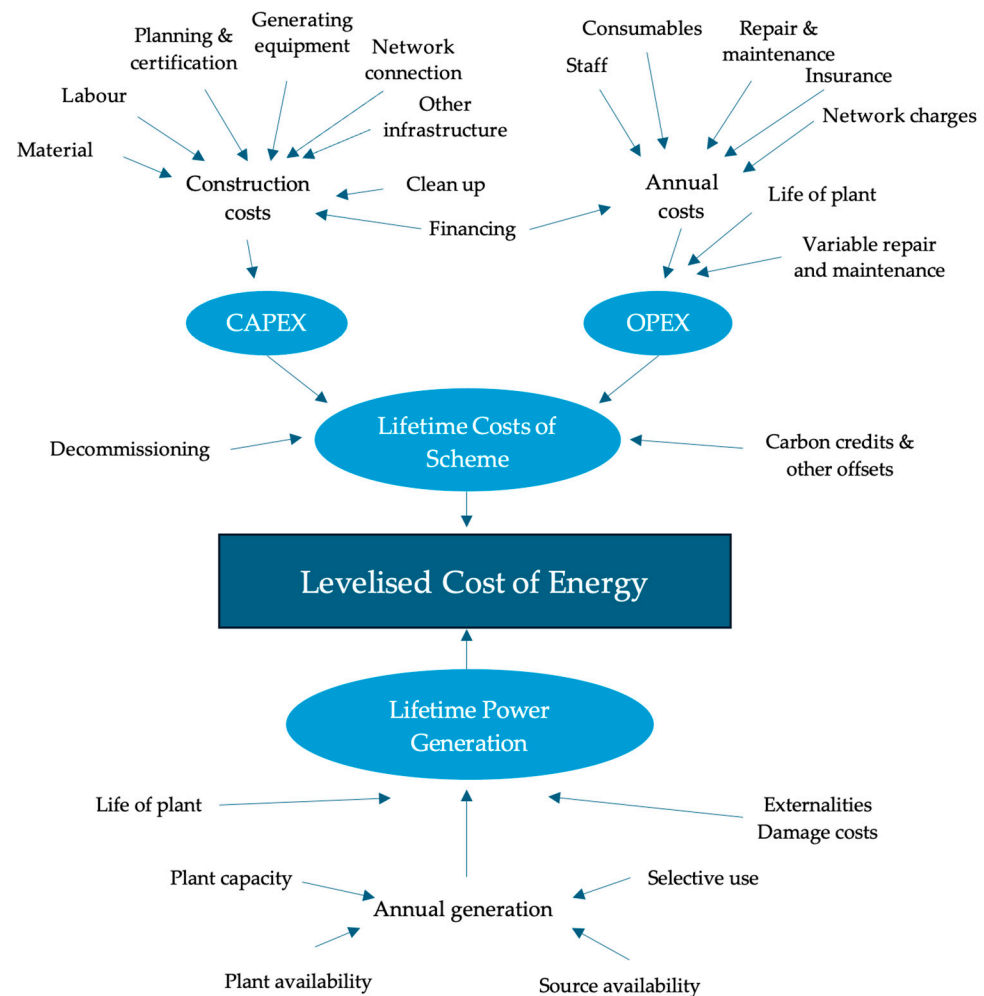 Planning &
certification
Generating
equipment
Network
connection
Labour
Other
infrastructure
Material
Construction
costs
Clean up
Consumables
Repair &
maintenance
Staff
Insurance
Network charges
Annual
costs
Life of plant
Financing
Variable repair
and maintenance
CAPEX
OPEX
Lifetime Costs of
Scheme
Decommissioning
Carbon credits &
other offsets
Levelised Cost of Energy
Lifetime Power
Generation
Life of plant
Externalities
Damage costs
Plant capacity
Selective use
Annual generation
Plant availability
Source availability